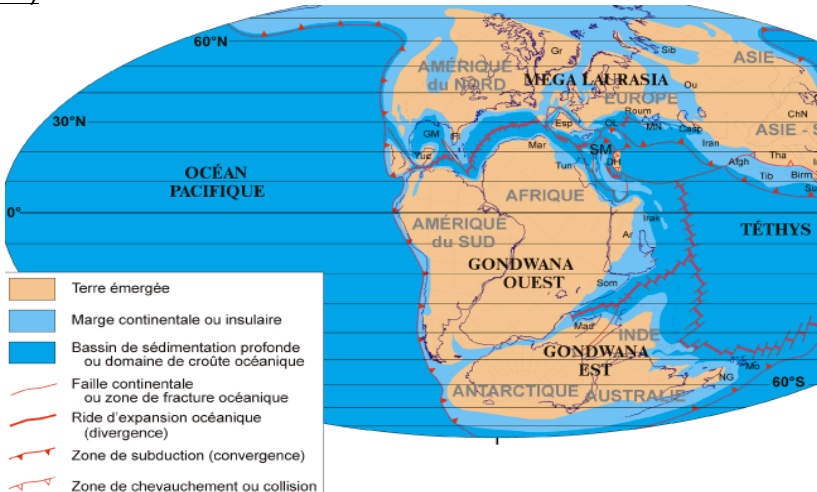 60°N
Gr
Sib
ASIE
AMÉRIQUE
du NORD
MÉGA LAURASIA
Ou
EUROPE
30°N
GM
Fl
Esp
OL
Roum
MN
Casp
ChN
ASIE - S
Yuc
Mar
Tun
SM
DH
Iran
Afgh
Tha
Tib
Birm
Su
OCÉAN
PACIFIQUE
AFRIQUE
0°
AMÉRIQUE
du SUD
Ar
Irak
TÉTHYS
GONDWANA
OUEST
Som
Mad
INDE
GONDWANA
EST
NG
60°S
ANTARCTIQUE
AUSTRALIE
Terre émergée
Marge continentale ou insulaire
Bassin de sédimentation profonde
ou domaine de croûte océanique
Faille continentale
ou zone de fracture océanique
Ride d'expansion océanique
(divergence)
Zone de subduction (convergence)
Zone de chevauchement ou collision